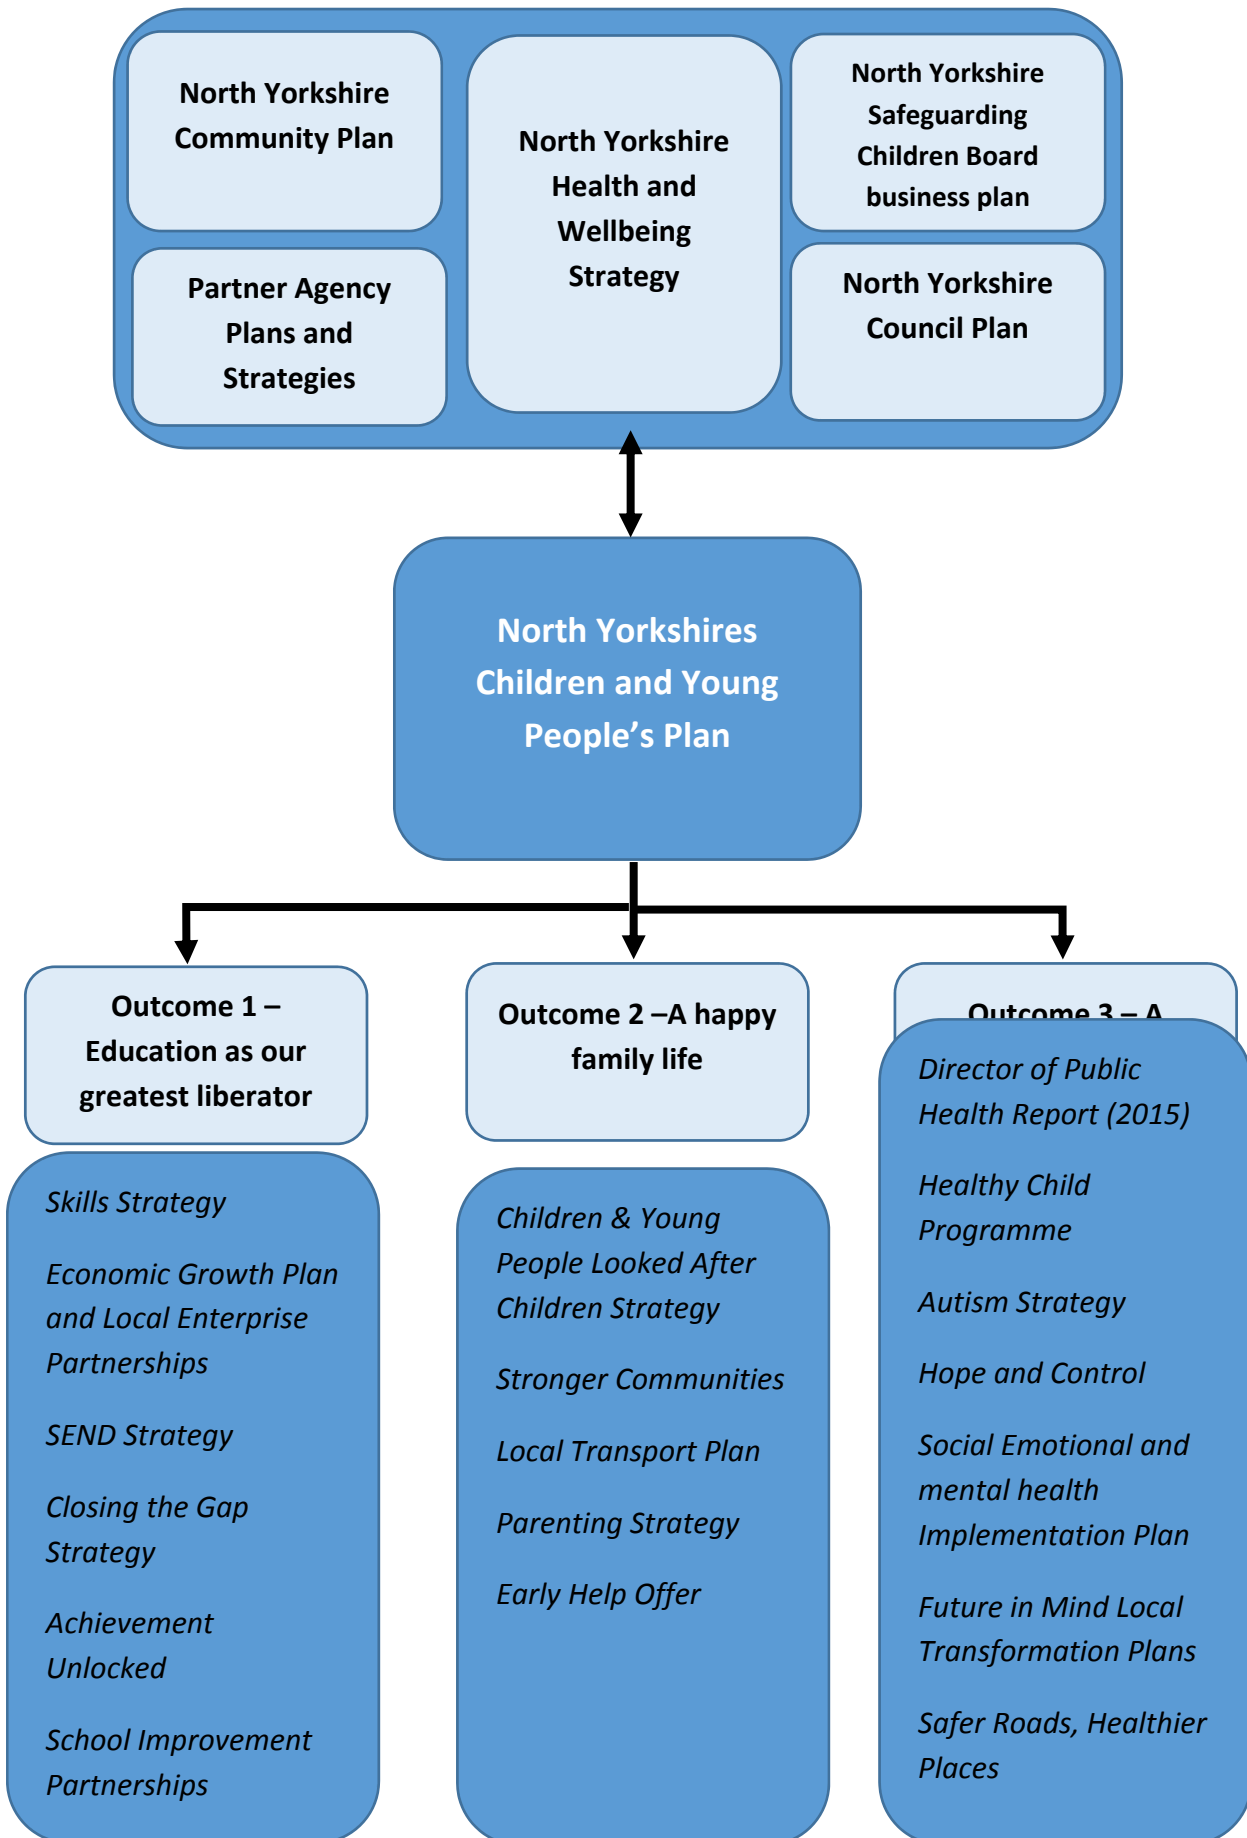 North Yorkshire
Community Plan
North Yorkshire
Health and
Wellbeing
Strategy
North Yorkshire
Safeguarding
Children Board
business plan
Partner Agency
Plans and
Strategies
North Yorkshire
Council Plan
North Yorkshires
Children and Young
People’s Plan
Outcome 1 –
Education as our
greatest liberator
Skills Strategy
Economic Growth Plan
and Local Enterprise
Partnerships
SEND Strategy
Closing the Gap
Strategy
Achievement
Unlocked
School Improvement
Partnerships
Outcome 2 –A happy
family life
Children & Young
People Looked After
Children Strategy
Stronger Communities
Local Transport Plan
Parenting Strategy
Early Help Offer
Outcome 3 – A
Director of Public
Health Report (2015)
Healthy Child
Programme
Autism Strategy
Hope and Control
Social Emotional and
mental health
Implementation Plan
Future in Mind Local
Transformation Plans
Safer Roads, Healthier
Places